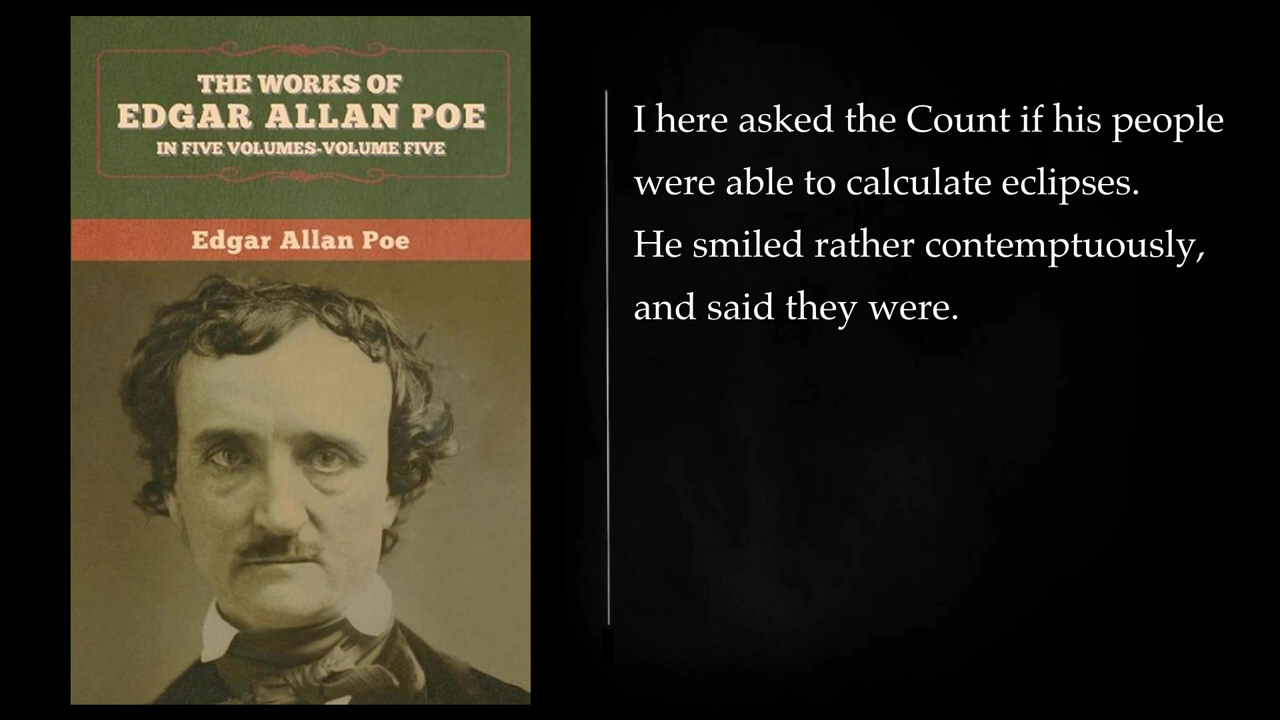 THE WORKS OF
EDGAR ALLAN POE
IN FIVE VOLUMES-VOLUME FIVE
Edgar Allan Poe
I here asked the Count if his people
were able to calculate eclipses.
He smiled rather contemptuously,
and said they were.